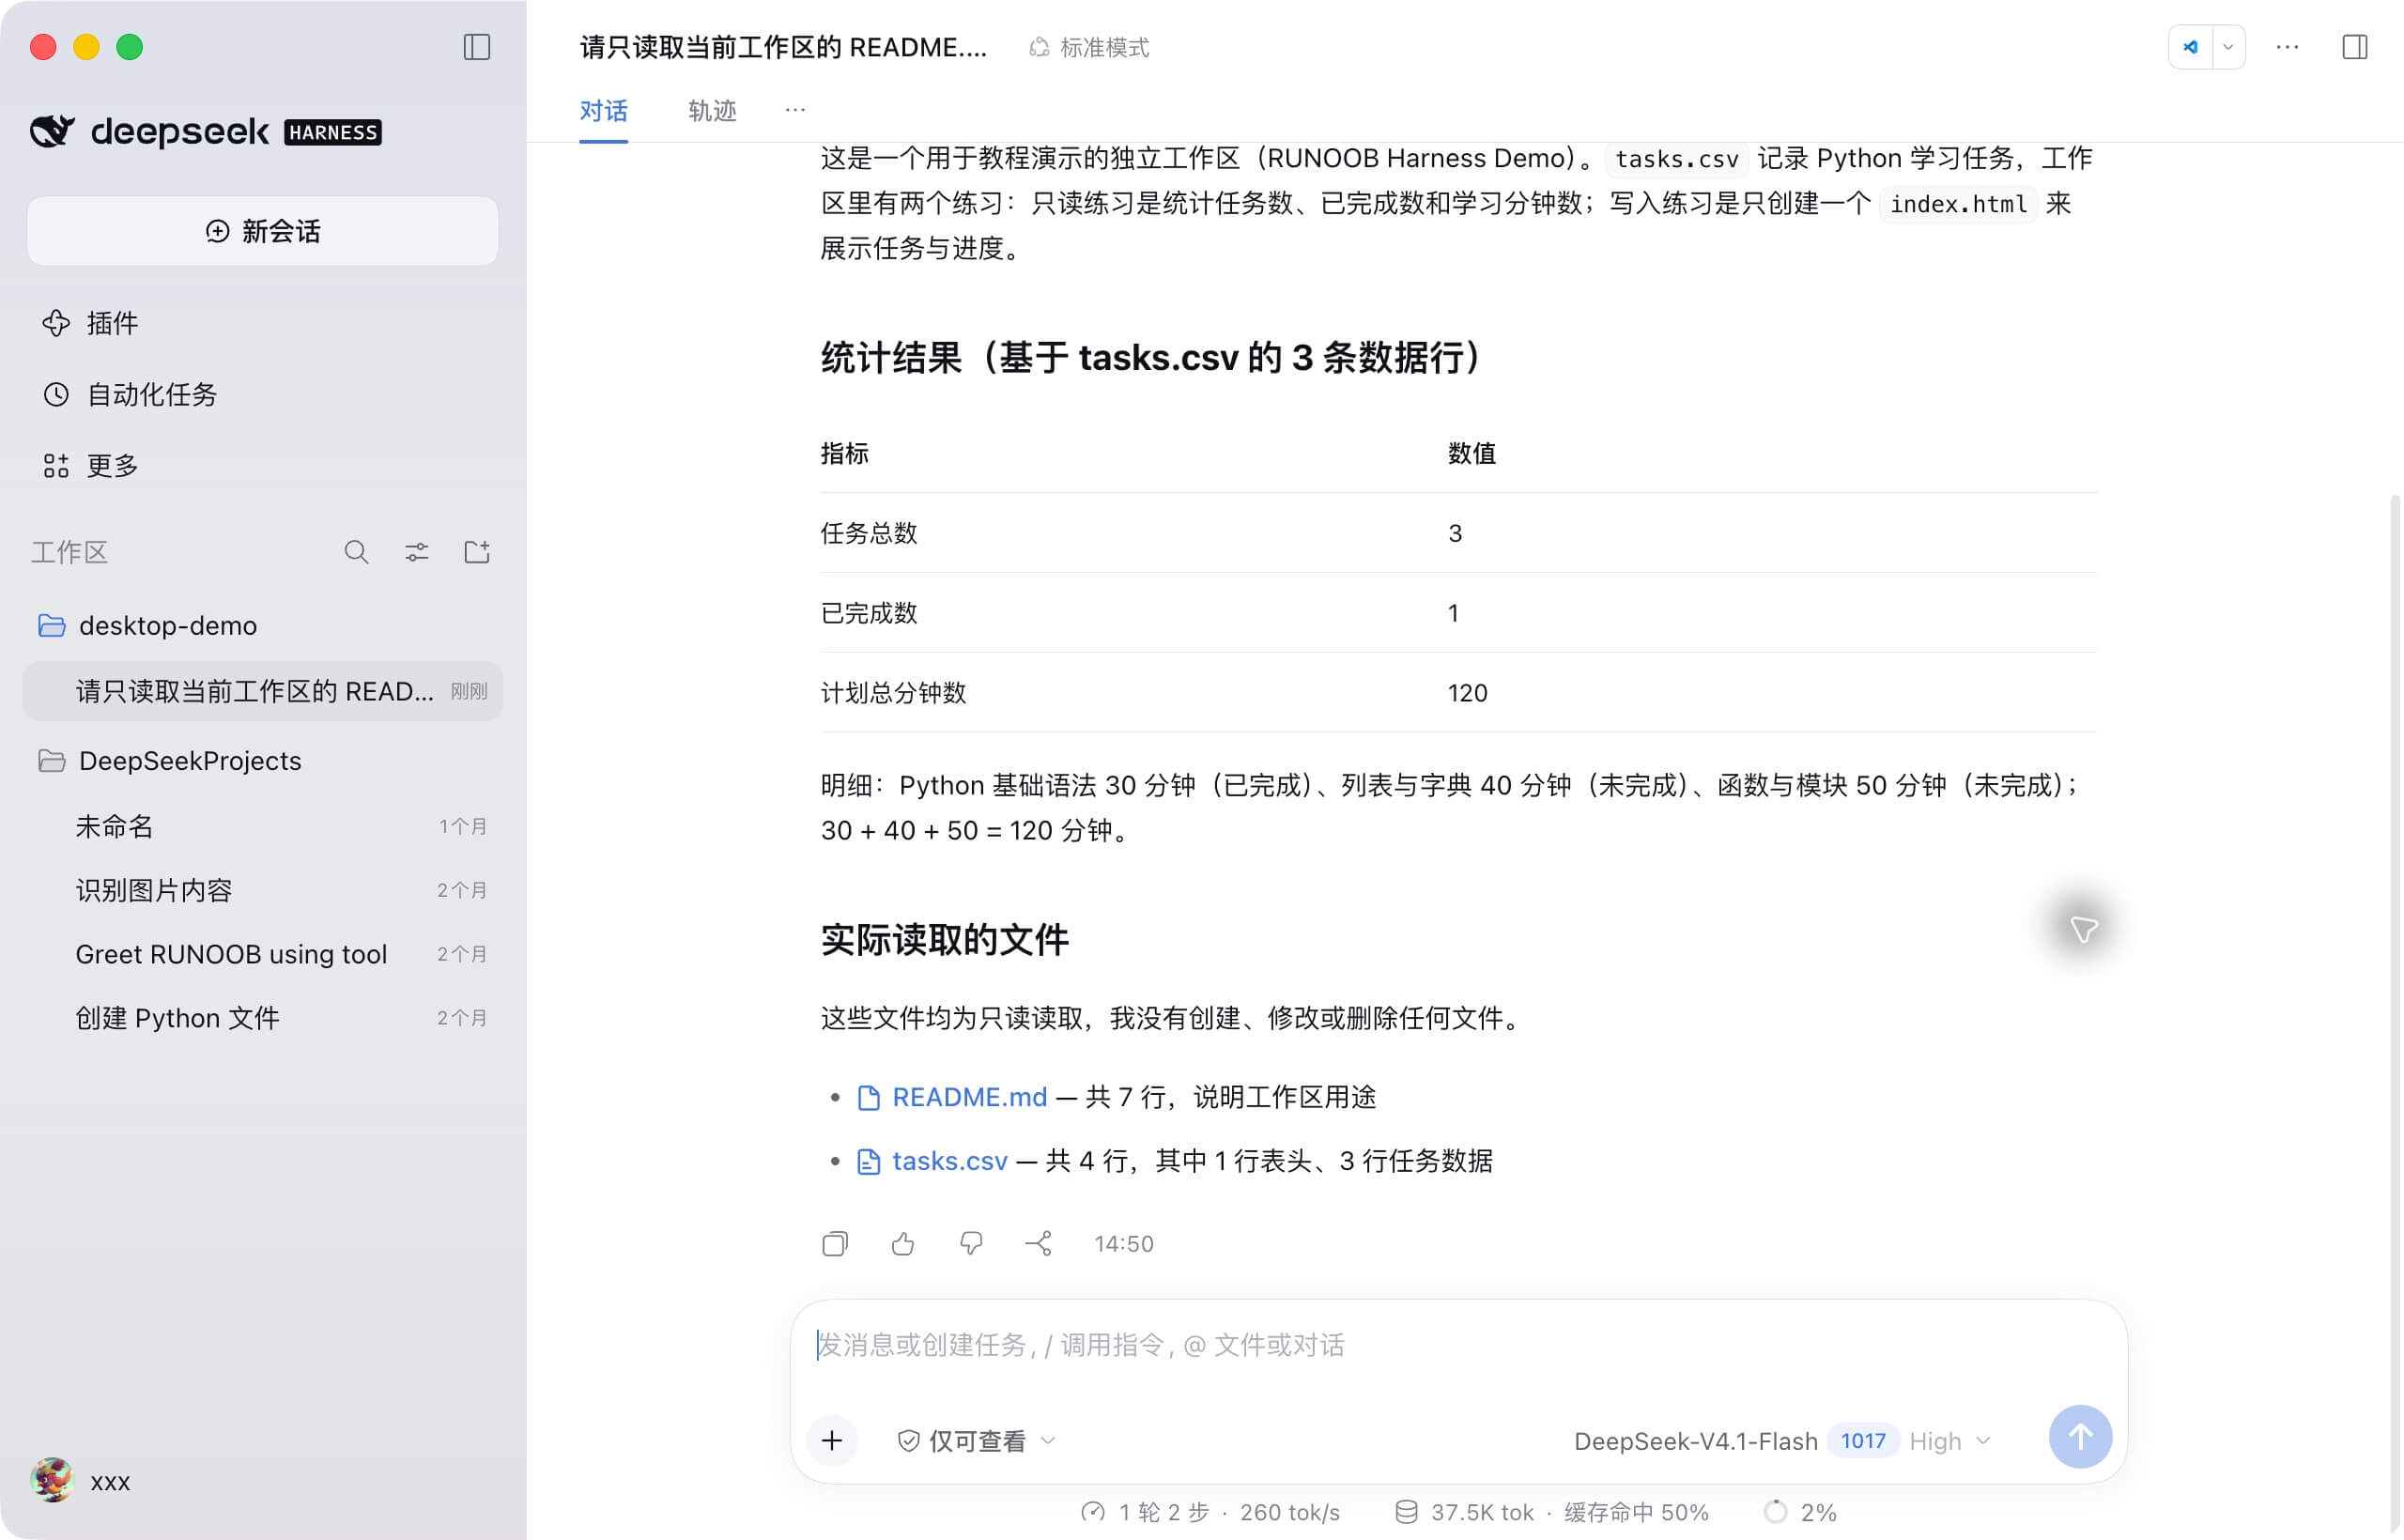 deepseek HARNESS
新会话
插件
自动化任务
更多
工作区
desktop-demo
请只读取当前工作区的 READ... 刚刚
DeepSeekProjects
未命名 1个月
识别图片内容 2个月
Greet RUNOOB using tool 2个月
创建 Python 文件 2个月
xxx
请只读取当前工作区的 README.... 标准模式
对话 轨迹 ...
这是一个用于教程演示的独立工作区（RUNOOB Harness Demo）。tasks.csv 记录 Python 学习任务，工作
区里有两个练习：只读练习是统计任务数、已完成数和学习分钟数；写入练习是只创建一个 index.html 来
展示任务与进度。
统计结果（基于 tasks.csv 的 3 条数据行）
指标 数值
任务总数 3
已完成数 1
计划总分钟数 120
明细：Python 基础语法 30 分钟（已完成）、列表与字典 40 分钟（未完成）、函数与模块 50 分钟（未完成）；
30 + 40 + 50 = 120 分钟。
实际读取的文件
这些文件均为只读读取，我没有创建、修改或删除任何文件。
• README.md — 共 7 行，说明工作区用途
• tasks.csv — 共 4 行，其中 1 行表头、3 行任务数据
14:50
发消息或创建任务, / 调用指令, @ 文件或对话
仅可查看 DeepSeek-V4.1-Flash 1017 High
1 轮 2 步 · 260 tok/s 37.5K tok · 缓存命中 50% 2%